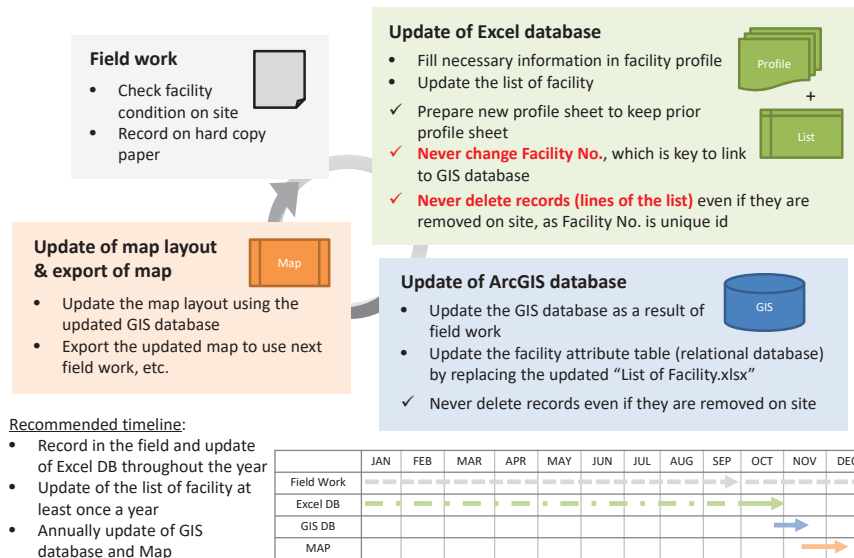 Field work
• Check facility
condition on site
• Record on hard copy
paper
Update of Excel database
• Fill necessary information in facility profile
• Update the list of facility
✓ Prepare new profile sheet to keep prior
profile sheet
✓ Never change Facility No., which is key to link
to GIS database
✓ Never delete records (lines of the list) even if they are
removed on site, as Facility No. is unique id
Profile
+
List
Update of map layout
& export of map
Map
• Update the map layout using the
updated GIS database
• Export the updated map to use next
field work, etc.
Update of ArcGIS database
GIS
• Update the GIS database as a result of
field work
• Update the facility attribute table (relational database)
by replacing the updated “List of Facility.xlsx”
✓ Never delete records even if they are removed on site
Recommended timeline:
• Record in the field and update
of Excel DB throughout the year
• Update of the list of facility at
least once a year
• Annually update of GIS
database and Map
JAN FEB MAR APR MAY JUN JUL AUG SEP OCT NOV DEC
Field Work
Excel DB
GIS DB
MAP